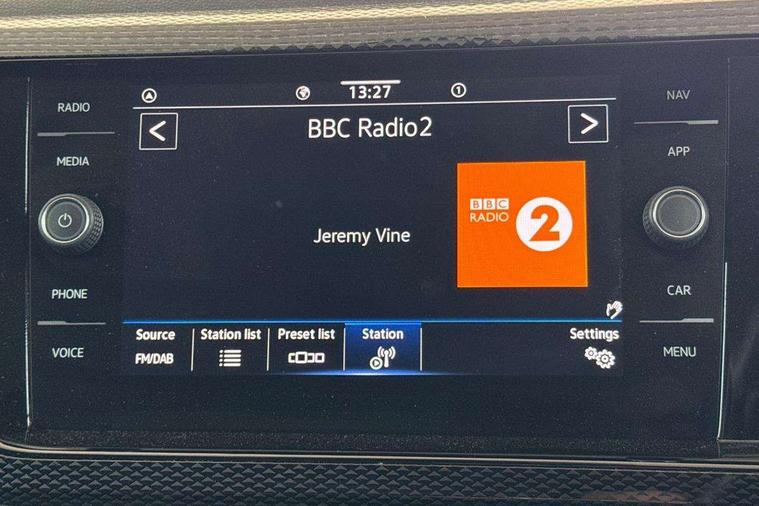 RADIO
MEDIA
PHONE
VOICE
13:27
1
BBC Radio2
Jeremy Vine
BBC
RADIO
2
Source
FM/DAB
Station list
Preset list
Station
Settings
NAV
APP
CAR
MENU